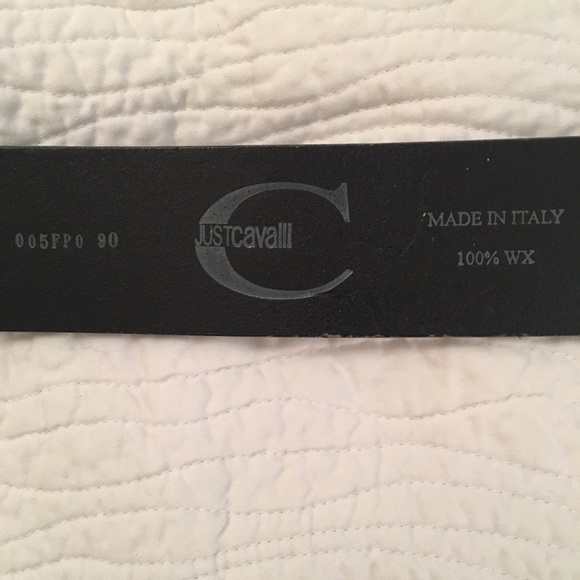 005FP0 90
C
JUSTcavalli
MADE IN ITALY
100% WX